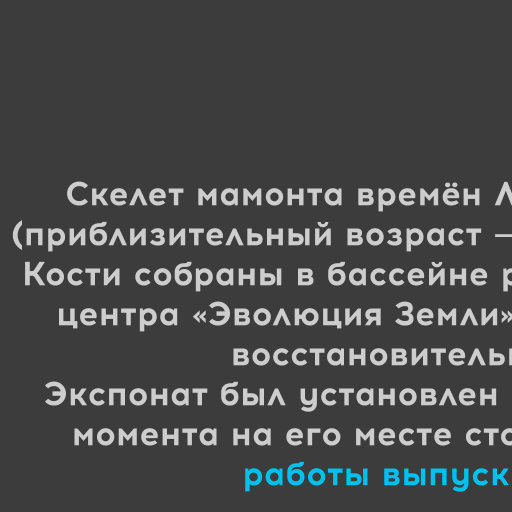 Скелет мамонта времён
(приблизительный возраст —
Кости собраны в бассейне
центра «Эволюция Земли»
восстановитель
Экспонат был установлен
момента на его месте сто
работы выпуск